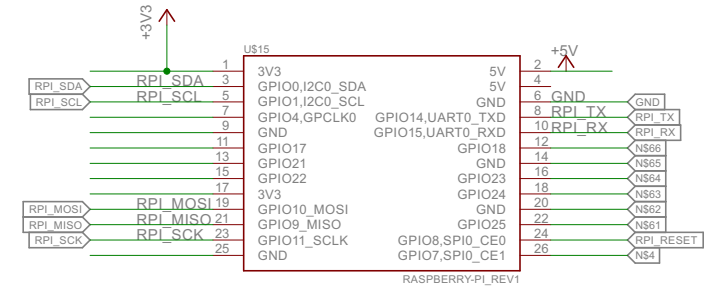 +3V3
U$15
+5V
1 3V3 5V 2
RPI_SDA RPI_SDA 3 GPIO0,I2C0_SDA 5V 4
RPI_SCL RPI_SCL 5 GPIO1,I2C0_SCL GND 6 GND GND
7 GPIO4,GPCLK0 GPIO14,UART0_TXD 8 RPI_TX RPI_TX
9 GND GPIO15,UART0_RXD 10 RPI_RX RPI_RX
11 GPIO17 GPIO18 12 N$66
13 GPIO21 GND 14 N$65
15 GPIO22 GPIO23 16 N$64
17 3V3 GPIO24 18 N$63
RPI_MOSI RPI_MOSI 19 GPIO10_MOSI GND 20 N$62
RPI_MISO RPI_MISO 21 GPIO9_MISO GPIO25 22 N$61
RPI_SCK RPI_SCK 23 GPIO11_SCLK GPIO8,SPI0_CE0 24 RPI_RESET
25 GND GPIO7,SPI0_CE1 26 N$4
RASPBERRY-PI_REV1